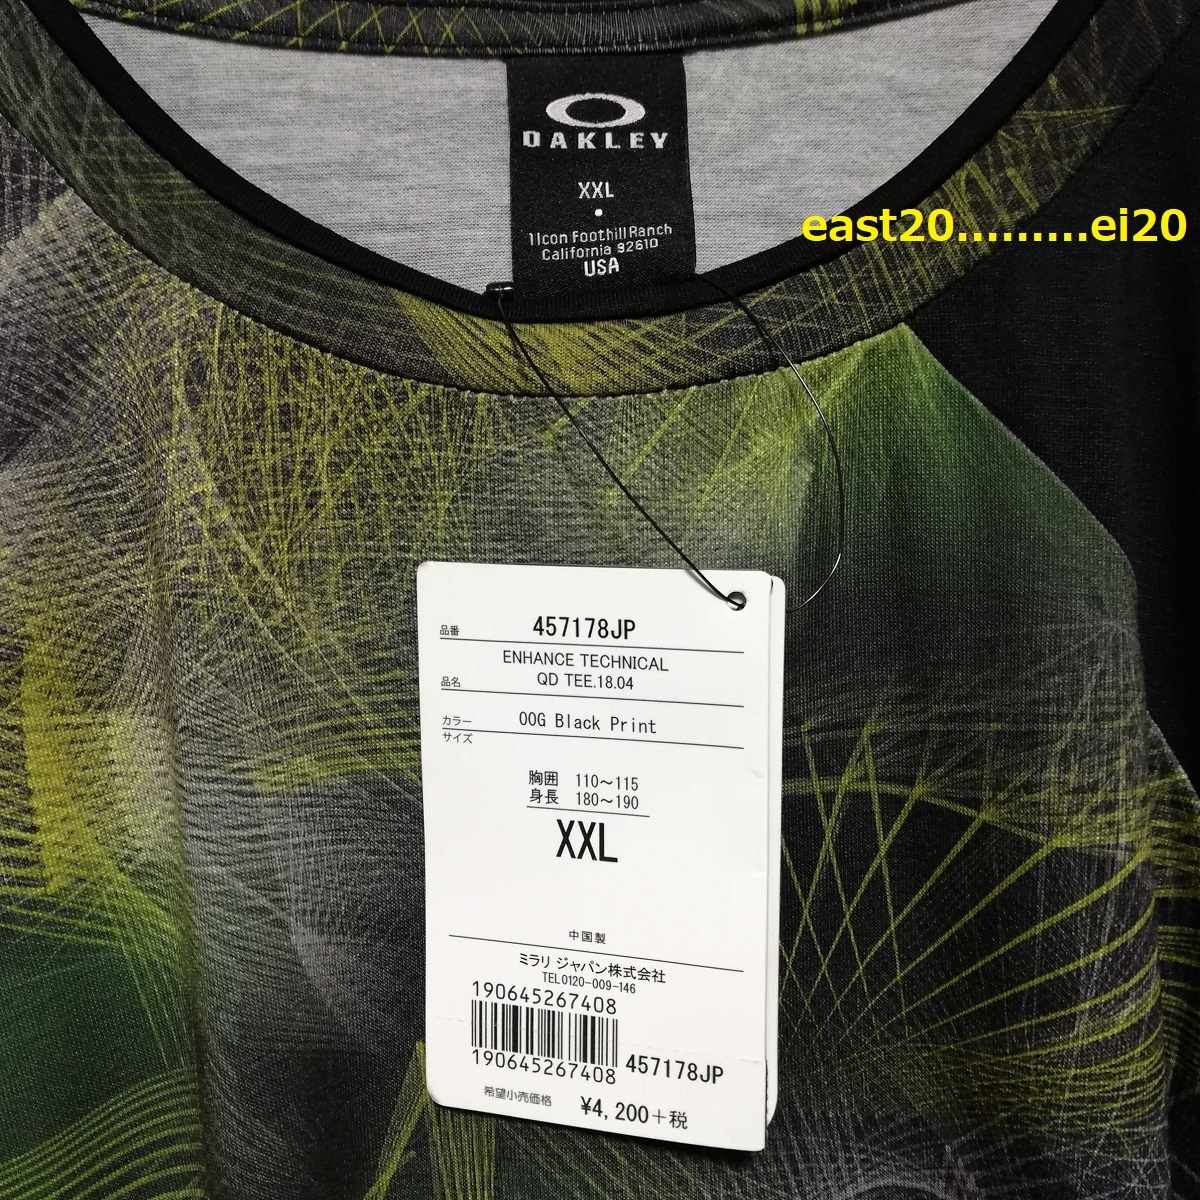 OAKLEY
XXL
1 Icon Foothill Ranch
California 92610
USA
east20.........ei20
品番 457178JP
ENHANCE TECHNICAL
品名 QD TEE.18.04
カラー 00G Black Print
サイズ
胸囲 110～115
身長 180～190
XXL
中国製
ミラリ ジャパン株式会社
TEL0120-009-146
190645267408
190645267408 457178JP
希望小売価格 ¥4,200+税